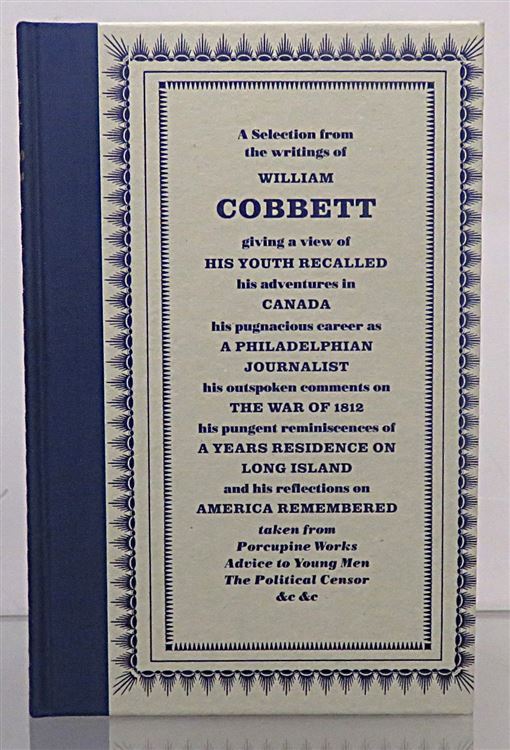 A Selection from
the writings of
WILLIAM
COBBETT
giving a view of
HIS YOUTH RECALLED
his adventures in
CANADA
his pugnacious career as
A PHILADELPHIAN
JOURNALIST
his outspoken comments on
THE WAR OF 1812
his pungent reminiscences of
A YEARS RESIDENCE ON
LONG ISLAND
and his reflections on
AMERICA REMEMBERED
taken from
Porcupine Works
Advice to Young Men
The Political Censor
&c &c